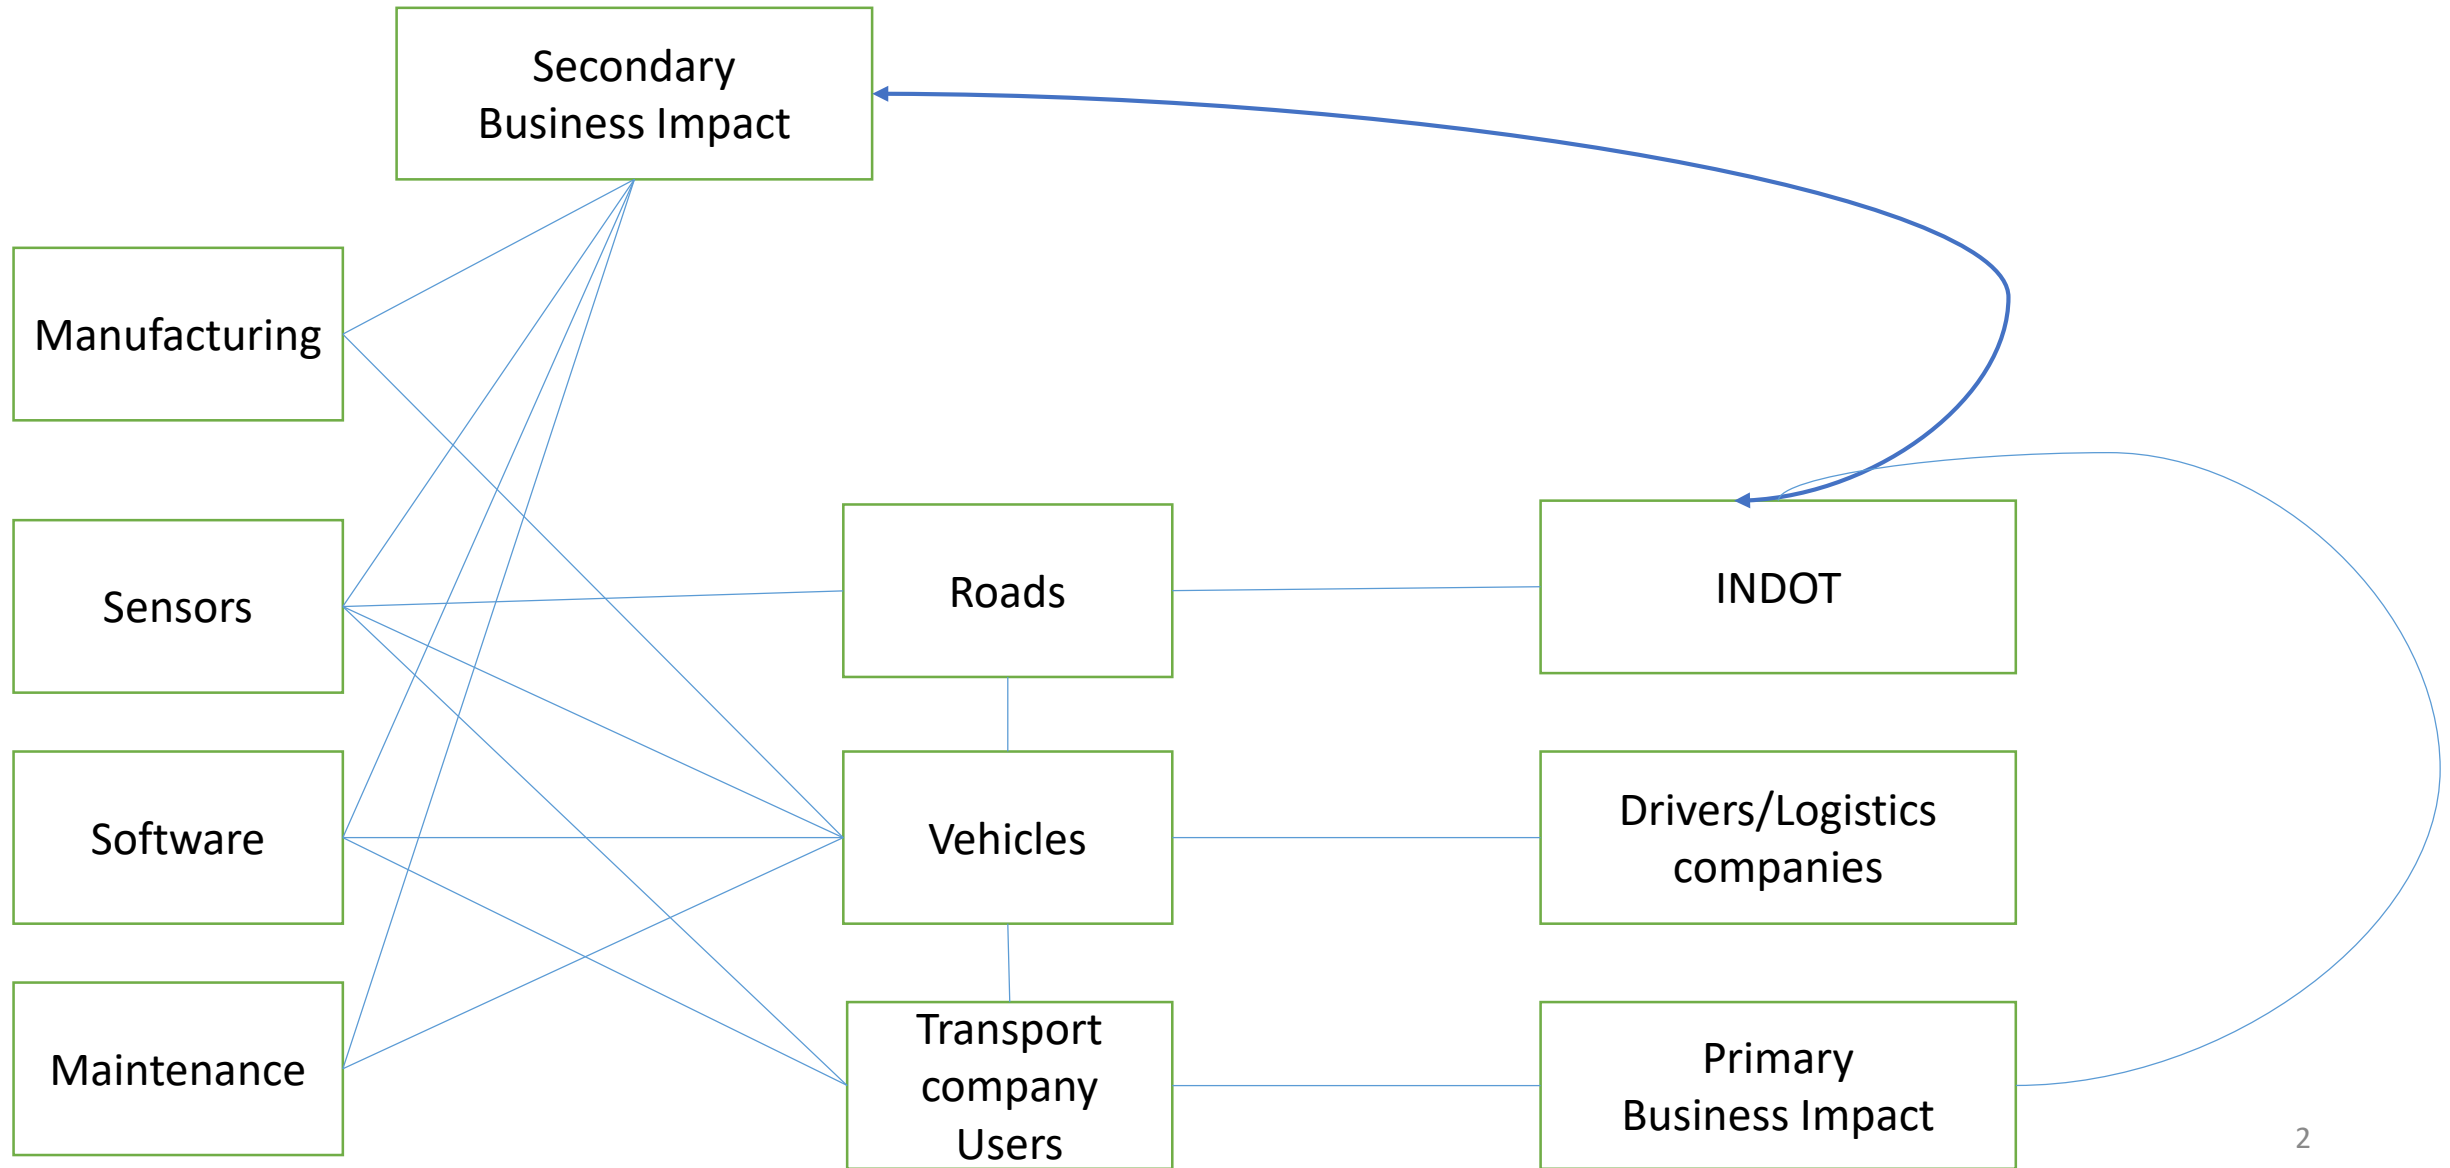 Secondary
Business Impact
Manufacturing
Sensors
Roads
INDOT
Software
Vehicles
Drivers/Logistics
companies
Maintenance
Transport
company
Users
Primary
Business Impact
2